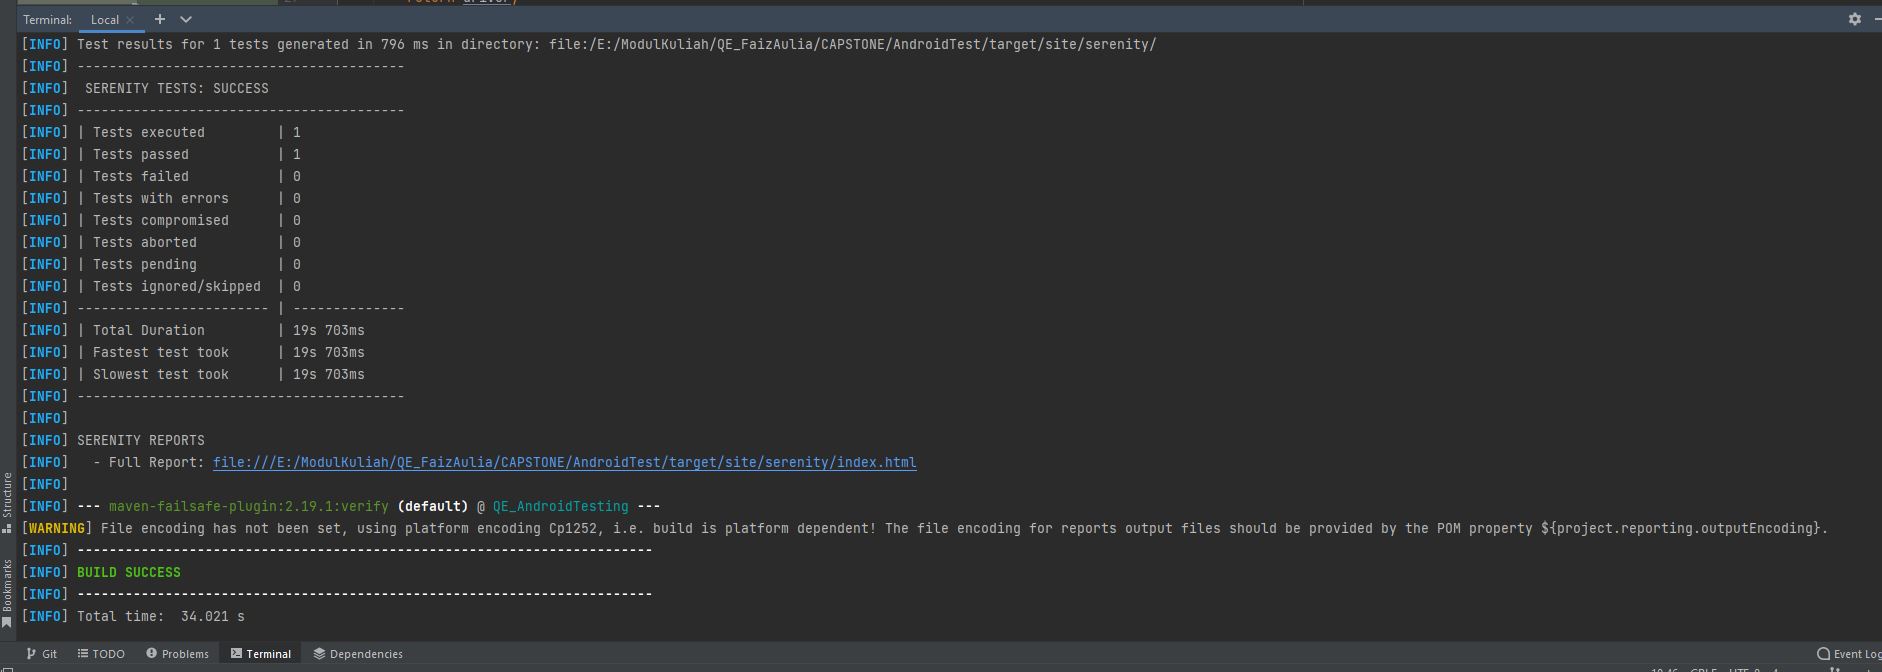 Terminal: Local × + 
[INFO] Test results for 1 tests generated in 796 ms in directory: file:/E:/ModulKuliah/QE_FaizAulia/CAPSTONE/AndroidTest/target/site/serenity/
[INFO] -----------------------------------------
[INFO]  SERENITY TESTS: SUCCESS
[INFO] -----------------------------------------
[INFO] | Tests executed         | 1
[INFO] | Tests passed           | 1
[INFO] | Tests failed           | 0
[INFO] | Tests with errors      | 0
[INFO] | Tests compromised      | 0
[INFO] | Tests aborted          | 0
[INFO] | Tests pending          | 0
[INFO] | Tests ignored/skipped  | 0
[INFO] ------------------------ | --------------
[INFO] | Total Duration         | 19s 703ms
[INFO] | Fastest test took      | 19s 703ms
[INFO] | Slowest test took      | 19s 703ms
[INFO] -----------------------------------------
[INFO]
[INFO] SERENITY REPORTS
[INFO]   - Full Report: file:///E:/ModulKuliah/QE_FaizAulia/CAPSTONE/AndroidTest/target/site/serenity/index.html
[INFO]
[INFO] --- maven-failsafe-plugin:2.19.1:verify (default) @ QE_AndroidTesting ---
[WARNING] File encoding has not been set, using platform encoding Cp1252, i.e. build is platform dependent! The file encoding for reports output files should be provided by the POM property ${project.reporting.outputEncoding}.
[INFO] ------------------------------------------------------------------------
[INFO] BUILD SUCCESS
[INFO] ------------------------------------------------------------------------
[INFO] Total time:  34.021 s
Structure
Bookmarks
Git TODO Problems Terminal Dependencies Event Log